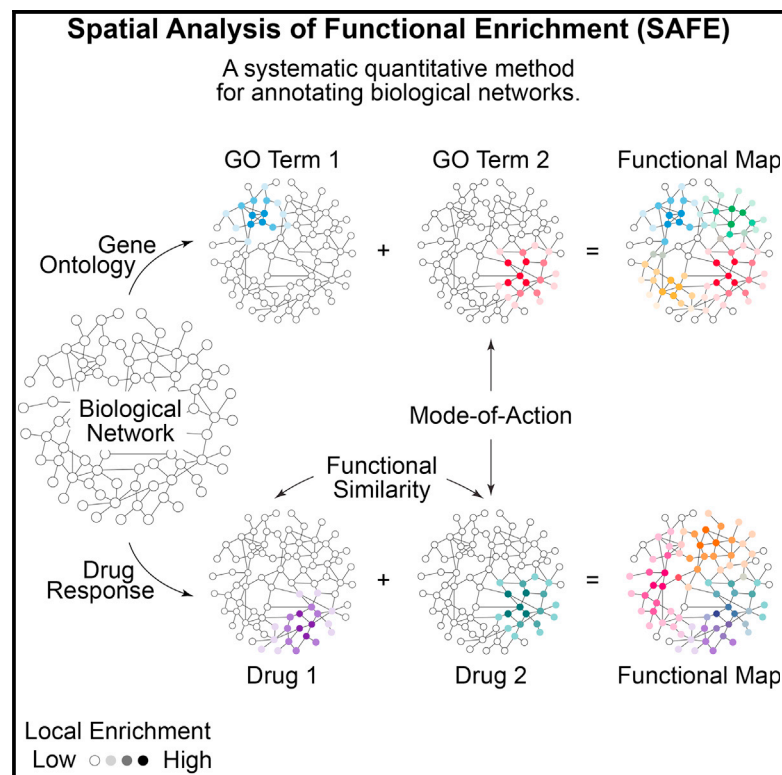 Spatial Analysis of Functional Enrichment (SAFE)
A systematic quantitative method
for annotating biological networks.
GO Term 1
GO Term 2
Functional Map
Gene
Ontology
+
=
Biological
Network
Mode-of-Action
Functional
Similarity
Drug
Response
+
=
Drug 1
Drug 2
Functional Map
Local Enrichment
Low
High